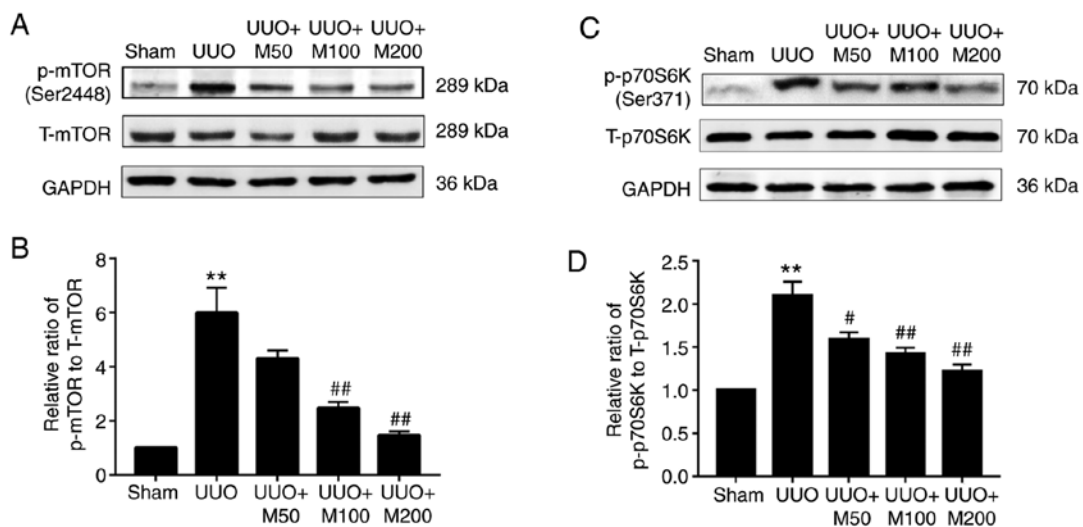 A
Sham UUO UUO+ M50 UUO+ M100 UUO+ M200
p-mTOR (Ser2448) 289 kDa
T-mTOR 289 kDa
GAPDH 36 kDa
C
Sham UUO UUO+ M50 UUO+ M100 UUO+ M200
p-p70S6K (Ser371) 70 kDa
T-p70S6K 70 kDa
GAPDH 36 kDa
B
Relative ratio of
p-mTOR to T-mTOR
8
6
4
2
0
**
##
##
Sham UUO UUO+ M50 UUO+ M100 UUO+ M200
D
Relative ratio of
p-p70S6K to T-p70S6K
2.5
2.0
1.5
1.0
0.5
0.0
**
#
##
##
Sham UUO UUO+ M50 UUO+ M100 UUO+ M200